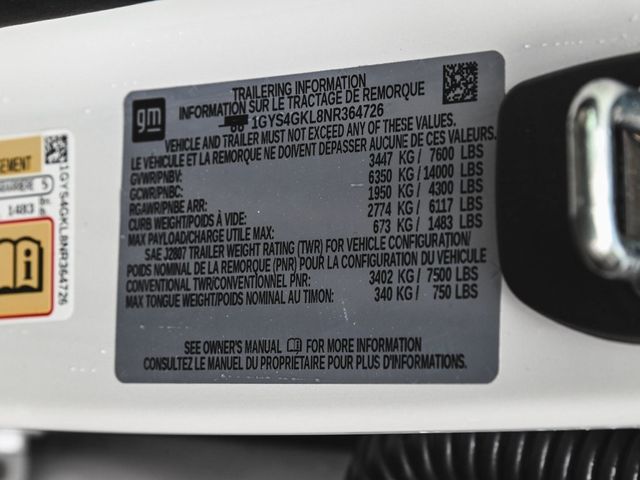 gm
TRAILERING INFORMATION
INFORMATION SUR LE TRACTAGE DE REMORQUE
1GYS4GKL8NR364726
VEHICLE AND TRAILER MUST NOT EXCEED ANY OF THESE VALUES.
LE VÉHICULE ET LA REMORQUE NE DOIVENT DÉPASSER AUCUNE DE CES VALEURS.
GVWR/PNBV: 3447 KG/ 7600 LBS
GCWR/PNBC: 6350 KG/ 14000 LBS
RGAWR/PNBE ARR: 1950 KG/ 4300 LBS
CURB WEIGHT/POIDS À VIDE: 2774 KG/ 6117 LBS
MAX PAYLOAD/CHARGE UTILE MAX: 673 KG/ 1483 LBS
SAE J2807 TRAILER WEIGHT RATING (TWR) FOR VEHICLE CONFIGURATION/
POIDS NOMINAL DE LA REMORQUE (PNR) POUR LA CONFIGURATION DU VÉHICULE
CONVENTIONAL TWR/CONVENTIONNEL PNR: 3402 KG/ 7500 LBS
MAX TONGUE WEIGHT/POIDS NOMINAL AU TIMON: 340 KG/ 750 LBS
SEE OWNER'S MANUAL FOR MORE INFORMATION
CONSULTEZ LE MANUEL DU PROPRIÉTAIRE POUR PLUS D'INFORMATIONS.
SEMENT
ARRIÈRE 5
1483
1GYS4GKL8NR364726